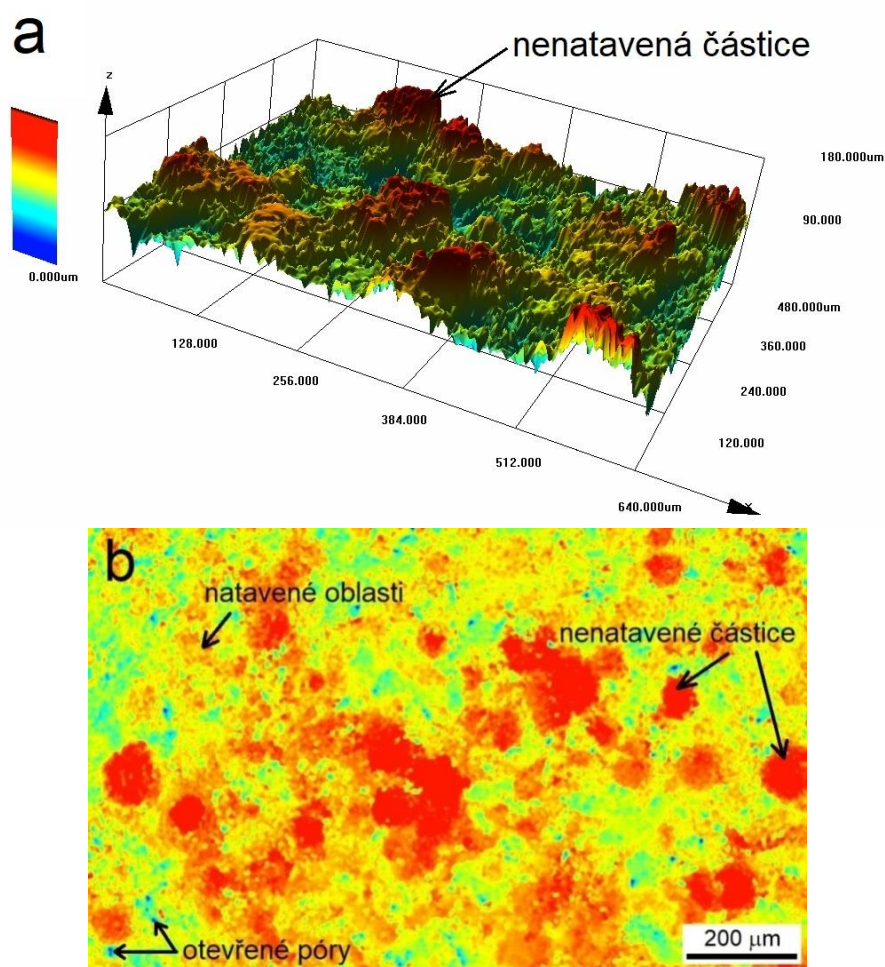 a
nenatavená částice
z
180.000um
90.000
0.000um
480.000um
128.000
360.000
256.000
240.000
384.000
120.000
512.000
640.000um
x
b
natavené oblasti
nenatavené částice
otevřené póry
200 µm